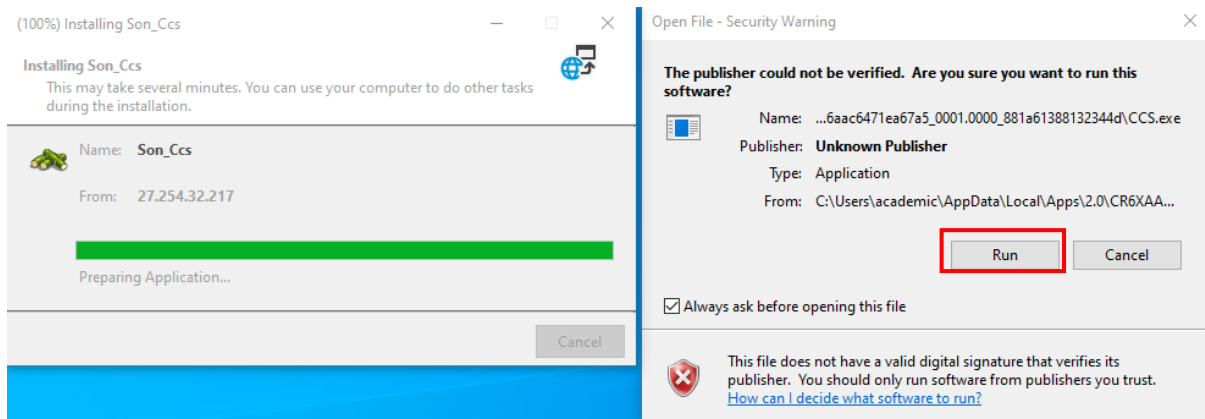 (100%) Installing Son_Ccs
Installing Son_Ccs
This may take several minutes. You can use your computer to do other tasks
during the installation.
Name: Son_Ccs
From: 27.254.32.217
Preparing Application...
Cancel
Open File - Security Warning
The publisher could not be verified. Are you sure you want to run this
software?
Name: ...6aac6471ea67a5_0001.0000_881a61388132344d\CCS.exe
Publisher: Unknown Publisher
Type: Application
From: C:\Users\academic\AppData\Local\Apps\2.0\CR6XAA...
Run Cancel
Always ask before opening this file
This file does not have a valid digital signature that verifies its
publisher. You should only run software from publishers you trust.
How can I decide what software to run?